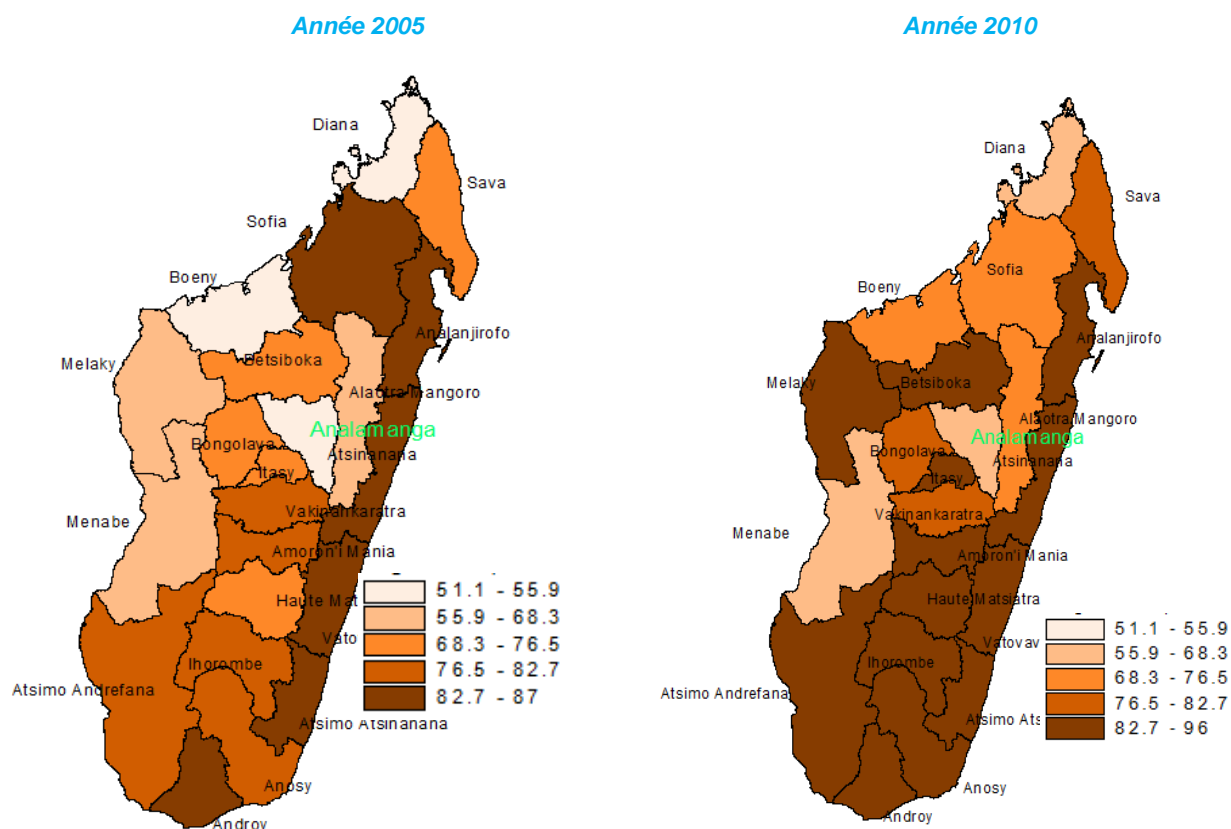 Année 2005
Année 2010
Diana
Sava
Sofia
Boeny
Analanjirofo
Betsiboka
Melaky
Alaotra Mangoro
Analamanga
Bongolava
Atsinanana
Itasy
Menabe
Vakinankaratra
Amoron'i Mania
Haute Mat
Vato
Ihorombe
Atsimo Andrefana
Atsimo Atsinanana
Anosy
Androy
51.1 - 55.9
55.9 - 68.3
68.3 - 76.5
76.5 - 82.7
82.7 - 87
Diana
Sava
Sofia
Boeny
Analanjirofo
Melaky
Betsiboka
Alaotra Mangoro
Analamanga
Bongolava
Atsinanana
Itasy
Vakinankaratra
Menabe
Amoron'i Mania
Haute Matsiatra
Vatovav
Ihorombe
Atsimo Andrefana
Atsimo Ats
Anosy
Androy
51.1 - 55.9
55.9 - 68.3
68.3 - 76.5
76.5 - 82.7
82.7 - 96